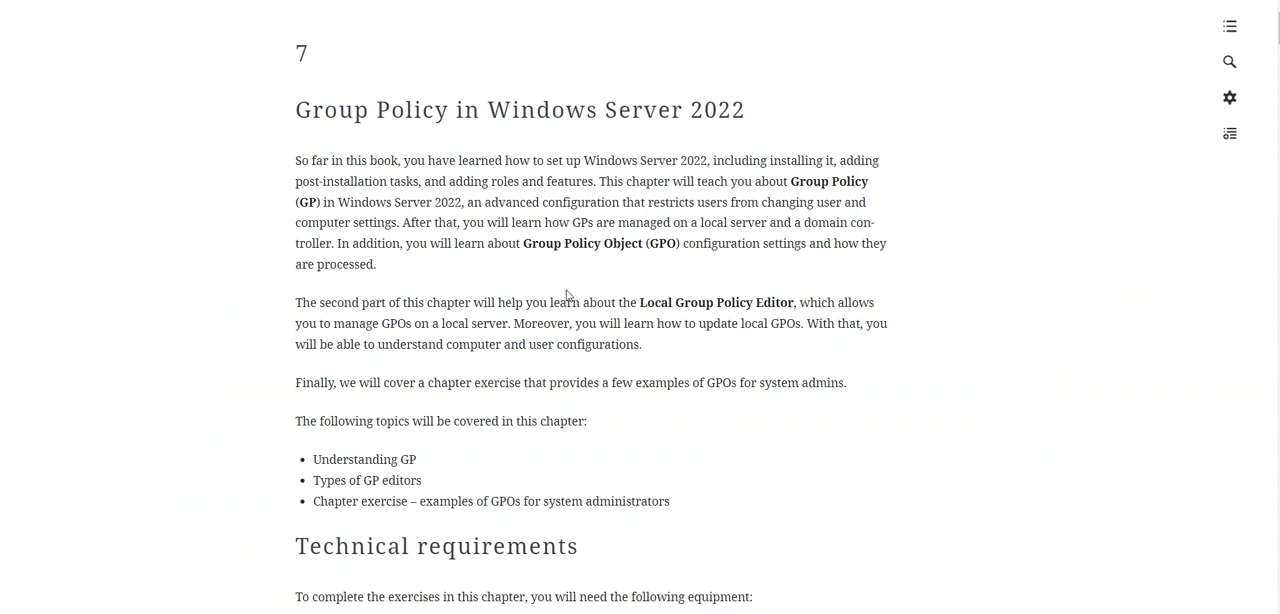 7
Group Policy in Windows Server 2022
So far in this book, you have learned how to set up Windows Server 2022, including installing it, adding
post-installation tasks, and adding roles and features. This chapter will teach you about Group Policy
(GP) in Windows Server 2022, an advanced configuration that restricts users from changing user and
computer settings. After that, you will learn how GPs are managed on a local server and a domain con-
troller. In addition, you will learn about Group Policy Object (GPO) configuration settings and how they
are processed.
The second part of this chapter will help you learn about the Local Group Policy Editor, which allows
you to manage GPOs on a local server. Moreover, you will learn how to update local GPOs. With that, you
will be able to understand computer and user configurations.
Finally, we will cover a chapter exercise that provides a few examples of GPOs for system admins.
The following topics will be covered in this chapter:
• Understanding GP
• Types of GP editors
• Chapter exercise – examples of GPOs for system administrators
Technical requirements
To complete the exercises in this chapter, you will need the following equipment: